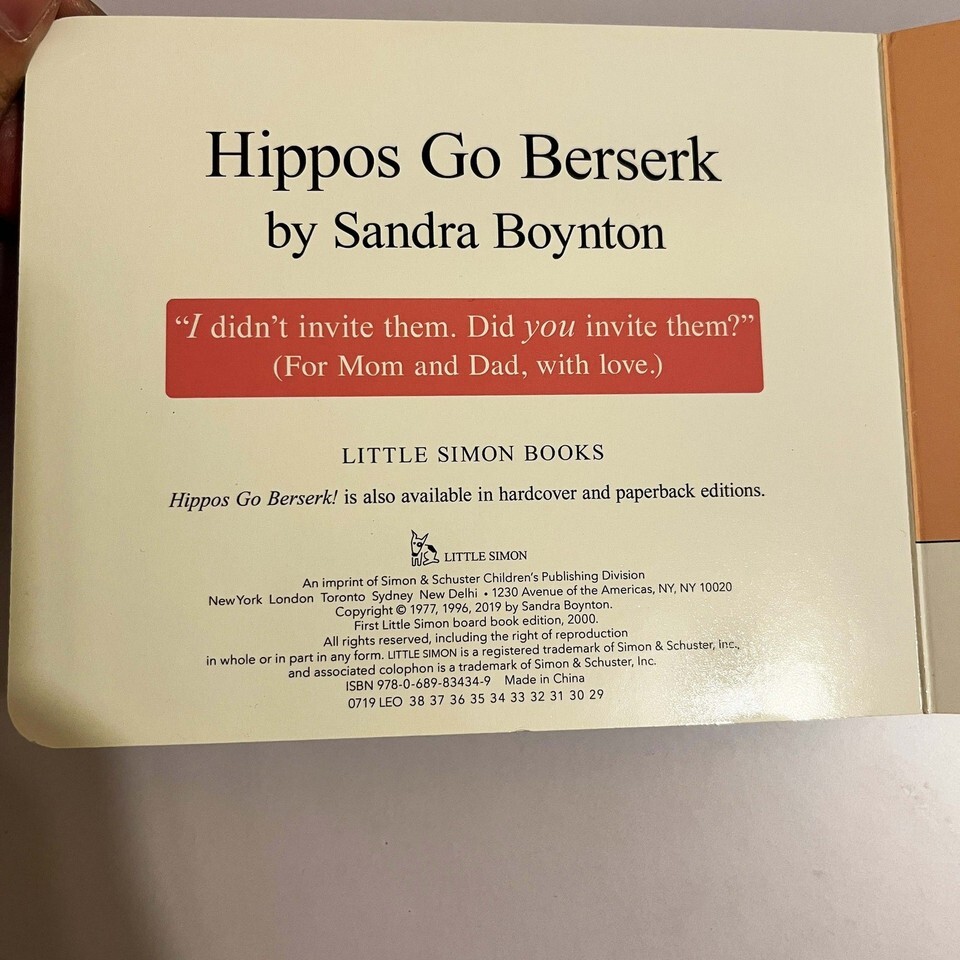 Hippos Go Berserk
by Sandra Boynton
“I didn’t invite them. Did you invite them?”
(For Mom and Dad, with love.)
LITTLE SIMON BOOKS
Hippos Go Berserk! is also available in hardcover and paperback editions.
LITTLE SIMON
An imprint of Simon & Schuster Children’s Publishing Division
New York London Toronto Sydney New Delhi • 1230 Avenue of the Americas, NY, NY 10020
Copyright © 1977, 1996, 2019 by Sandra Boynton.
First Little Simon board book edition, 2000.
All rights reserved, including the right of reproduction
in whole or in part in any form. LITTLE SIMON is a registered trademark of Simon & Schuster, Inc.,
and associated colophon is a trademark of Simon & Schuster, Inc.
ISBN 978-0-689-83434-9 Made in China
0719 LEO 38 37 36 35 34 33 32 31 30 29